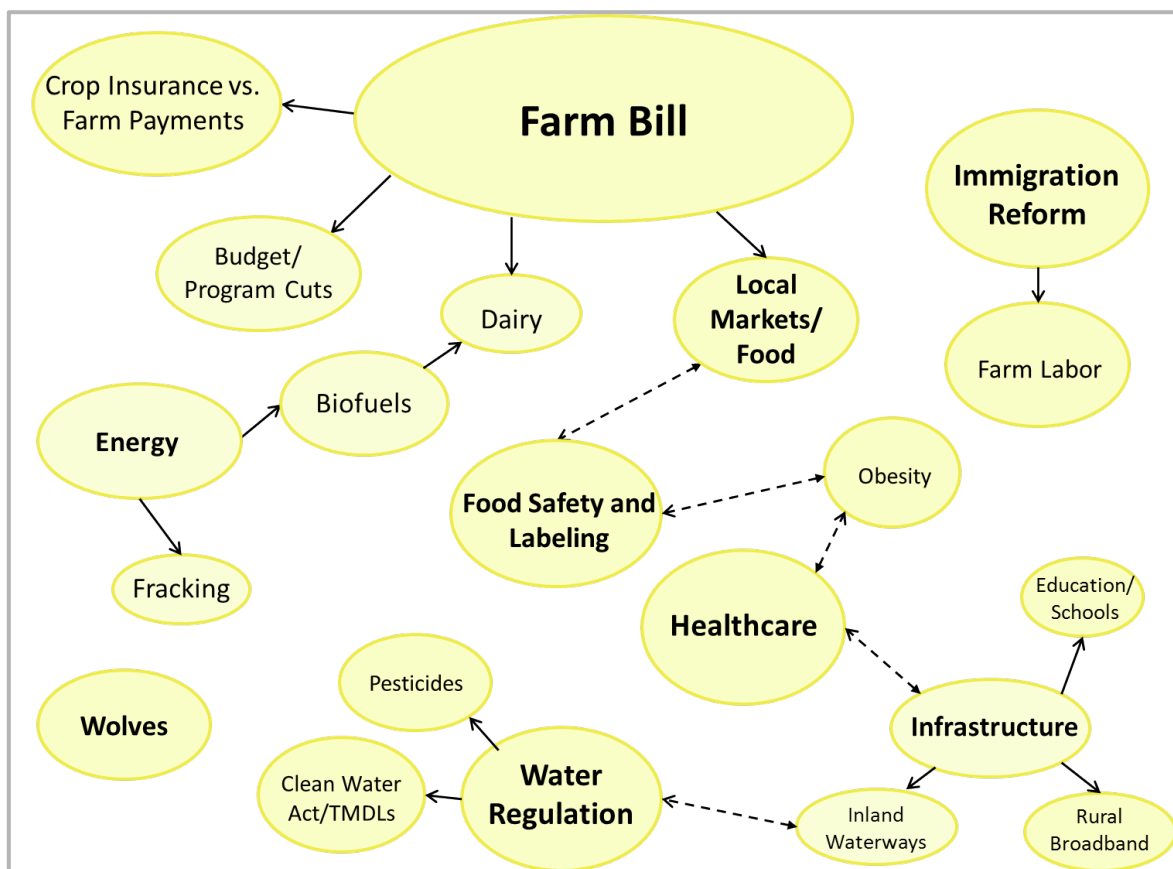 Crop Insurance vs.
Farm Payments
Farm Bill
Immigration
Reform
Budget/
Program Cuts
Dairy
Local
Markets/
Food
Farm Labor
Biofuels
Energy
Food Safety and
Labeling
Obesity
Fracking
Healthcare
Education/
Schools
Pesticides
Wolves
Infrastructure
Clean Water
Act/TMDLs
Water
Regulation
Inland
Waterways
Rural
Broadband